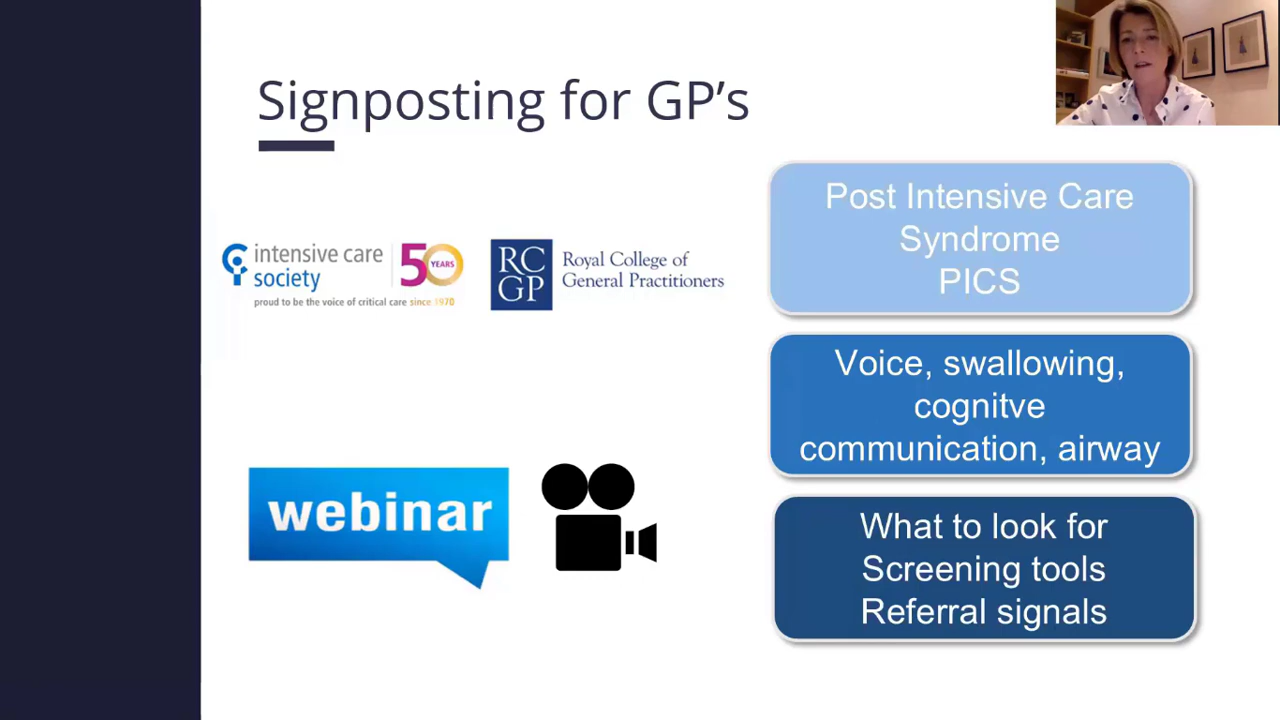 Signposting for GP’s
intensive care
society
50
YEARS
proud to be the voice of critical care since 1970
RC
GP
Royal College of
General Practitioners
webinar
Post Intensive Care
Syndrome
PICS
Voice, swallowing,
cognitve
communication, airway
What to look for
Screening tools
Referral signals